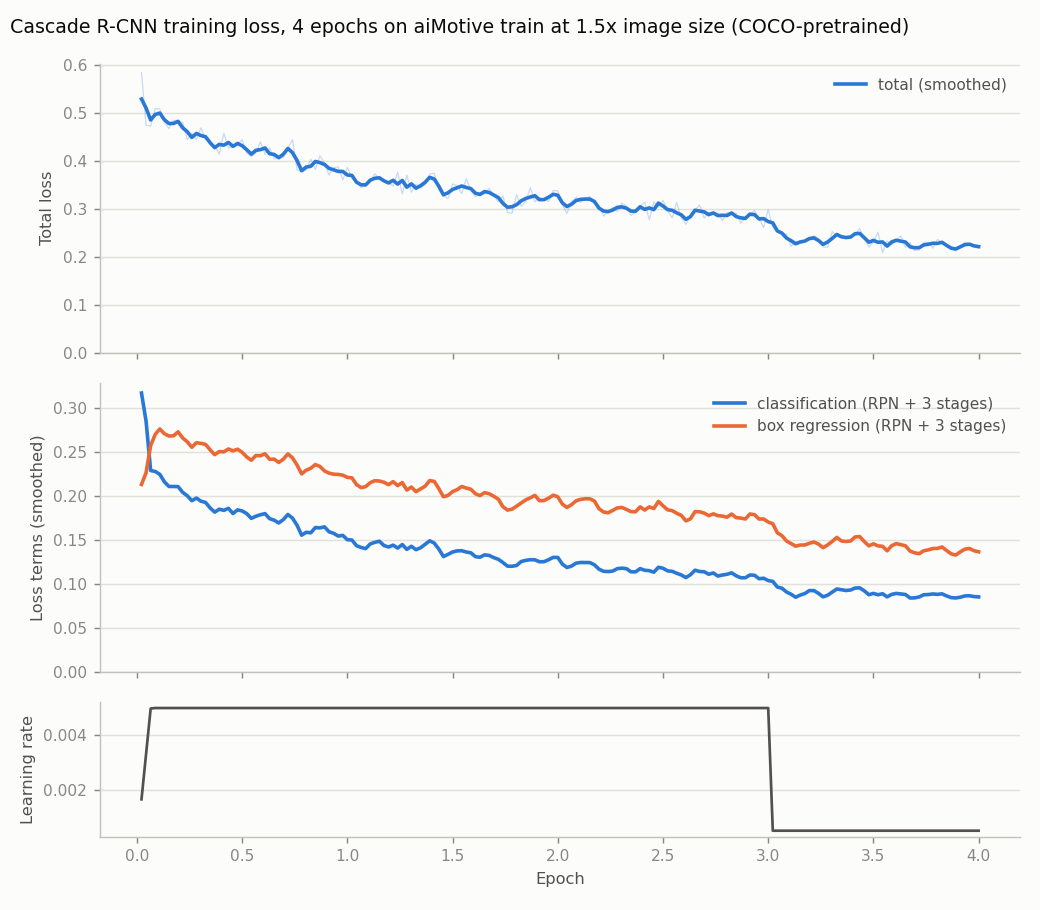 Cascade R-CNN training loss, 4 epochs on aiMotive train at 1.5x image size (COCO-pretrained)
0.6
total (smoothed)
0.5
0.4
Total loss
0.3
0.2
0.1
0.0
0.30
classification (RPN + 3 stages)
box regression (RPN + 3 stages)
0.25
0.20
Loss terms (smoothed)
0.15
0.10
0.05
0.00
Learning rate
0.004
0.002
0.0 0.5 1.0 1.5 2.0 2.5 3.0 3.5 4.0
Epoch